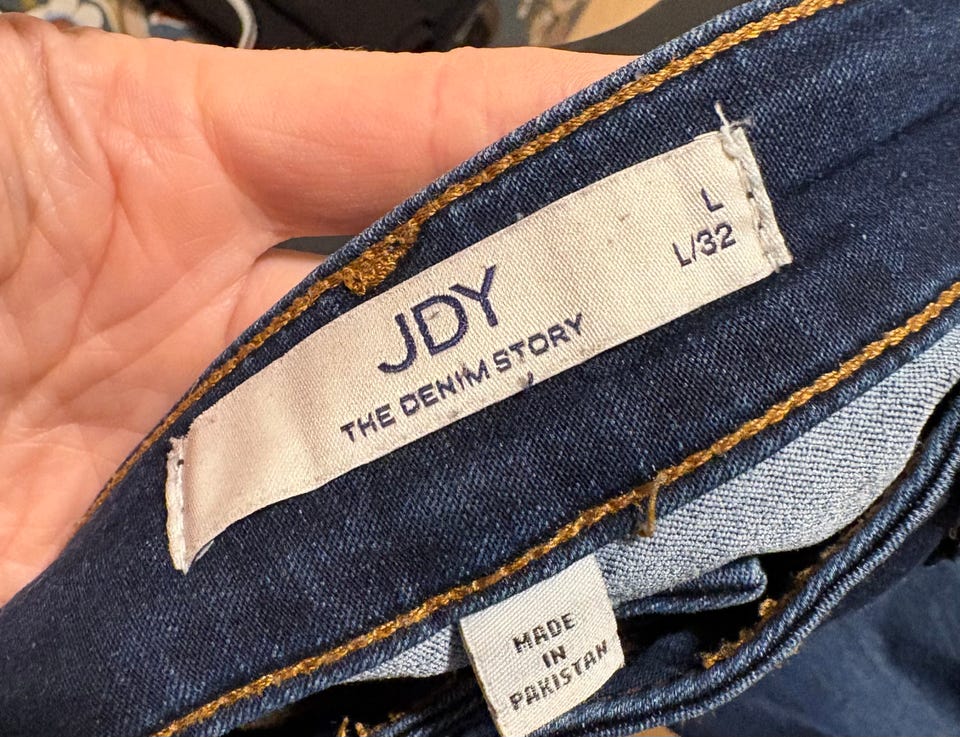 JDY
THE DENIM STORY
L
L/32
MADE
IN
PAKISTAN